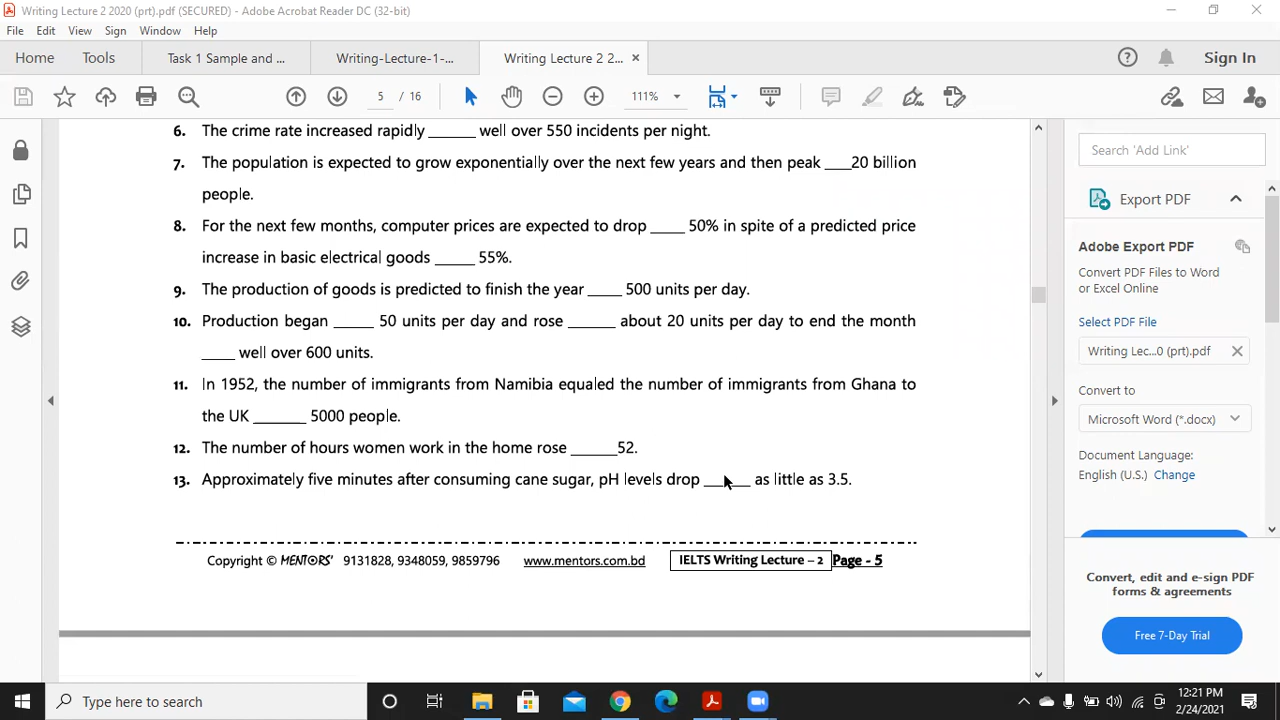 Writing Lecture 2 2020 (prt).pdf (SECURED) - Adobe Acrobat Reader DC (32-bit)
File Edit View Sign Window Help
Home Tools Task 1 Sample and ... Writing-Lecture-1-... Writing Lecture 2 2... × Sign In
5 / 16 111%
6. The crime rate increased rapidly ______ well over 550 incidents per night.
7. The population is expected to grow exponentially over the next few years and then peak ___20 billion
people.
8. For the next few months, computer prices are expected to drop ____ 50% in spite of a predicted price
increase in basic electrical goods _____ 55%.
9. The production of goods is predicted to finish the year ____ 500 units per day.
10. Production began _____ 50 units per day and rose ______ about 20 units per day to end the month
____ well over 600 units.
11. In 1952, the number of immigrants from Namibia equaled the number of immigrants from Ghana to
the UK ______ 5000 people.
12. The number of hours women work in the home rose ______52.
13. Approximately five minutes after consuming cane sugar, pH levels drop ______ as little as 3.5.
Copyright © MENTORS' 9131828, 9348059, 9859796 www.mentors.com.bd IELTS Writing Lecture – 2 Page - 5
Search 'Add Link'
Export PDF
Adobe Export PDF
Convert PDF Files to Word
or Excel Online
Select PDF File
Writing Lec...0 (prt).pdf
Convert to
Microsoft Word (*.docx)
Document Language:
English (U.S.) Change
Convert, edit and e-sign PDF
forms & agreements
Free 7-Day Trial
Type here to search
12:21 PM
2/24/2021